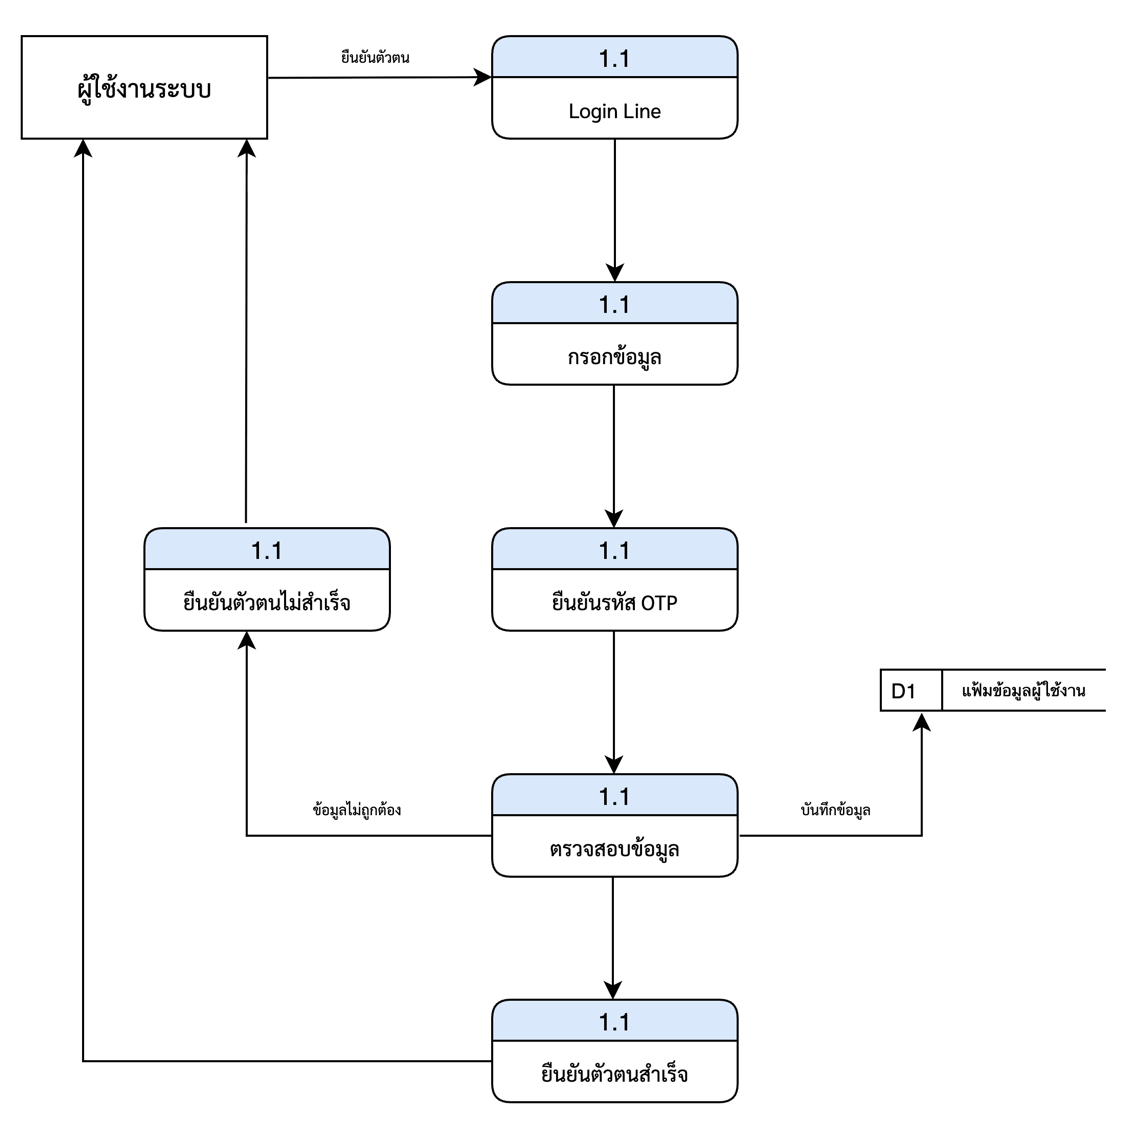 ผู้ใช้งานระบบ
ยืนยันตัวตน
1.1
Login Line
1.1
กรอกข้อมูล
1.1
ยืนยันตัวตนไม่สำเร็จ
1.1
ยืนยันรหัส OTP
D1
แฟ้มข้อมูลผู้ใช้งาน
ข้อมูลไม่ถูกต้อง
1.1
ตรวจสอบข้อมูล
บันทึกข้อมูล
1.1
ยืนยันตัวตนสำเร็จ